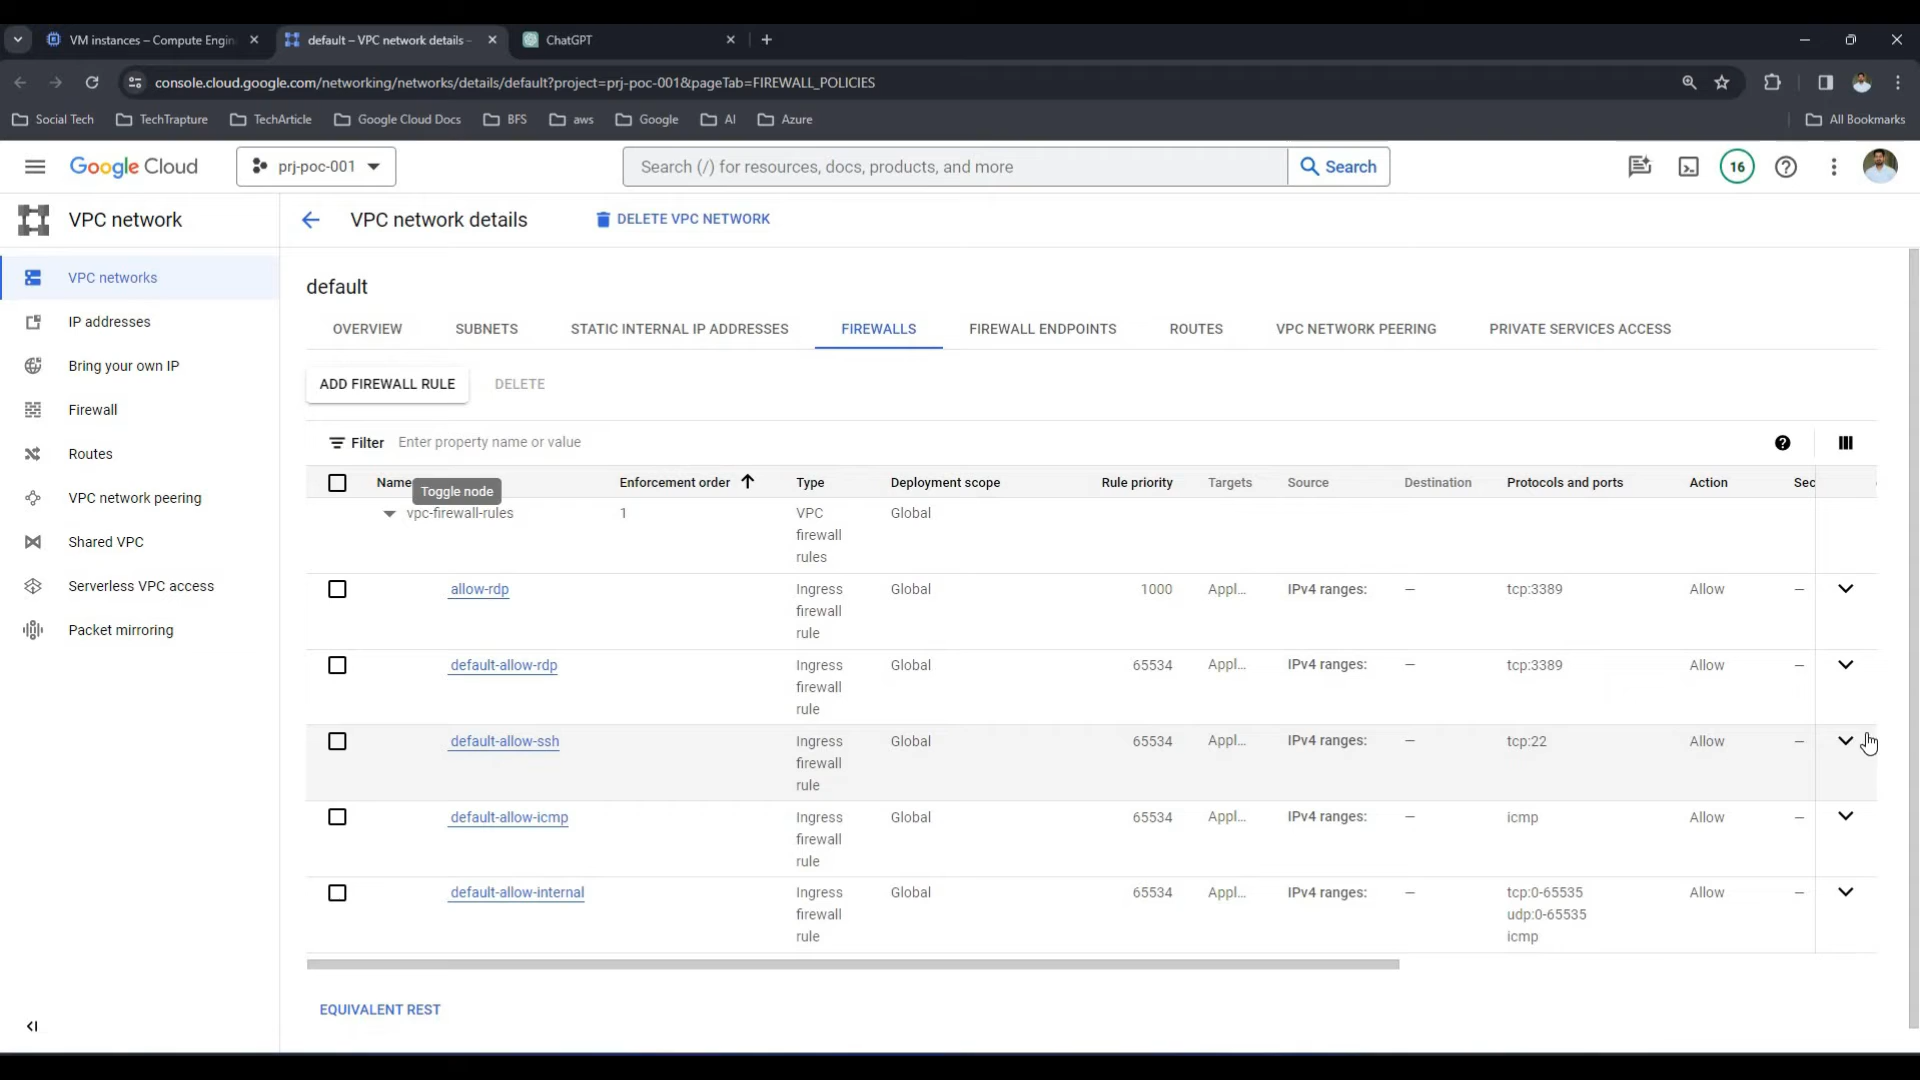 VM instances – Compute Engin
default – VPC network details –
ChatGPT
console.cloud.google.com/networking/networks/details/default?project=prj-poc-001&pageTab=FIREWALL_POLICIES
Social Tech
TechTrapture
TechArticle
Google Cloud Docs
BFS
aws
Google
AI
Azure
All Bookmarks
Google Cloud
prj-poc-001
Search (/) for resources, docs, products, and more
Search
16
VPC network
VPC network details
DELETE VPC NETWORK
VPC networks
IP addresses
Bring your own IP
Firewall
Routes
VPC network peering
Shared VPC
Serverless VPC access
Packet mirroring
default
OVERVIEW
SUBNETS
STATIC INTERNAL IP ADDRESSES
FIREWALLS
FIREWALL ENDPOINTS
ROUTES
VPC NETWORK PEERING
PRIVATE SERVICES ACCESS
ADD FIREWALL RULE
DELETE
Filter
Enter property name or value
Name
Enforcement order
Type
Deployment scope
Rule priority
Targets
Source
Destination
Protocols and ports
Action
Sec
Toggle node
vpc-firewall-rules
1
VPC
firewall
rules
Global
allow-rdp
Ingress
firewall
rule
Global
1000
Appl...
IPv4 ranges:
–
tcp:3389
Allow
–
default-allow-rdp
Ingress
firewall
rule
Global
65534
Appl...
IPv4 ranges:
–
tcp:3389
Allow
–
default-allow-ssh
Ingress
firewall
rule
Global
65534
Appl...
IPv4 ranges:
–
tcp:22
Allow
–
default-allow-icmp
Ingress
firewall
rule
Global
65534
Appl...
IPv4 ranges:
–
icmp
Allow
–
default-allow-internal
Ingress
firewall
rule
Global
65534
Appl...
IPv4 ranges:
–
tcp:0-65535
udp:0-65535
icmp
Allow
–
EQUIVALENT REST